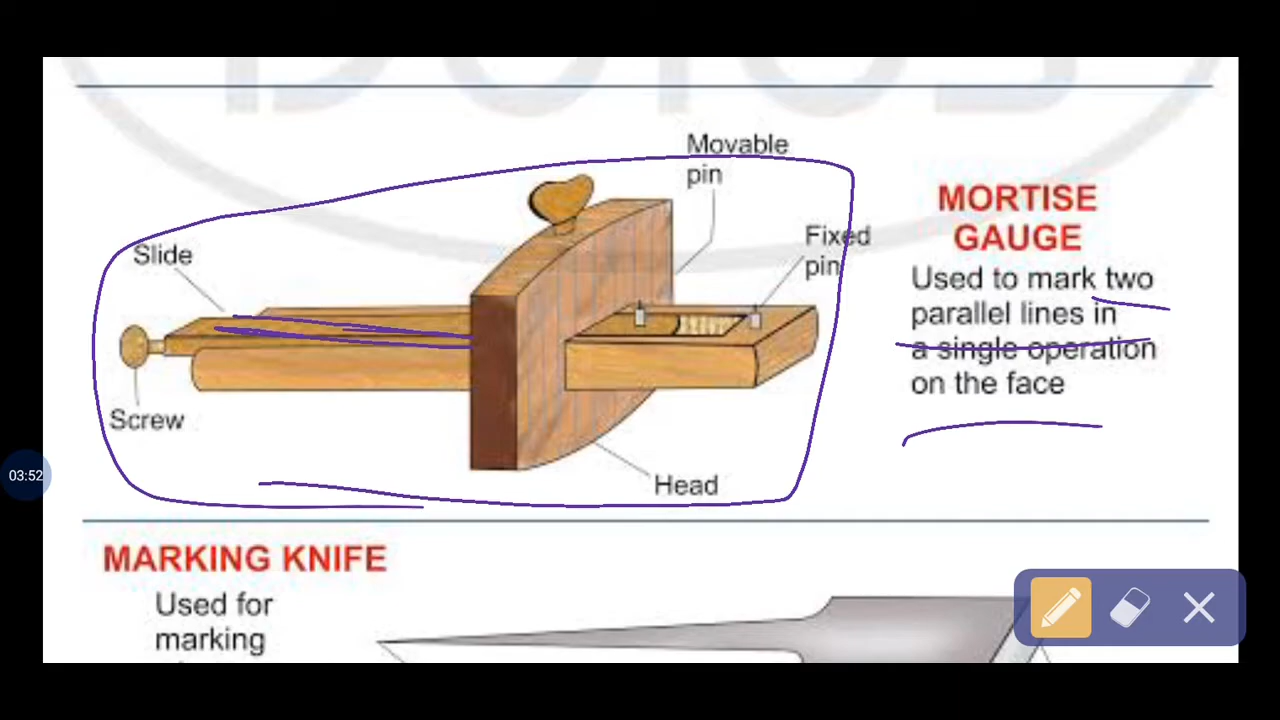 Movable
pin
Fixed
pin
Slide
Screw
Head
MORTISE
GAUGE
Used to mark two
parallel lines in
a single operation
on the face
03:52
MARKING KNIFE
Used for
marking